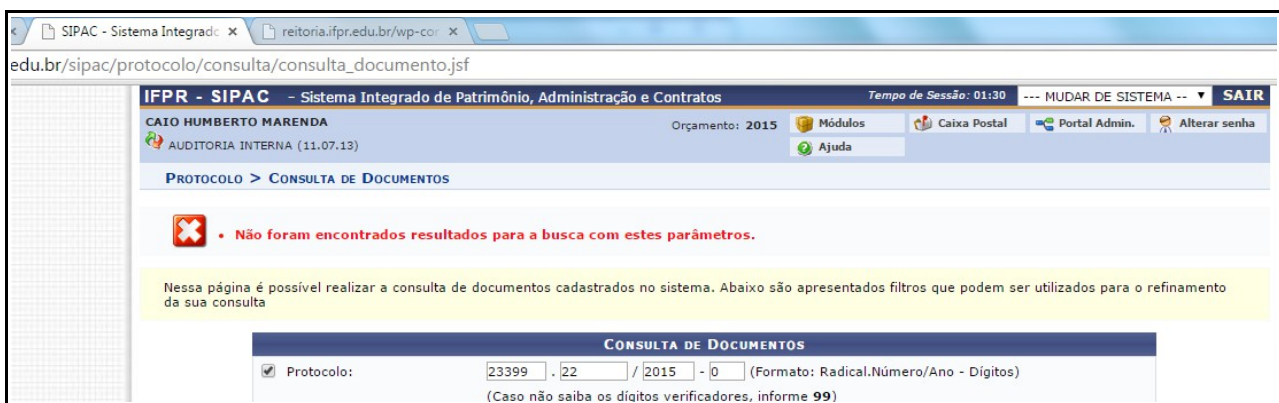 SIPAC - Sistema Integrado × reitoria.ifpr.edu.br/wp-cor ×
edu.br/sipac/protocolo/consulta/consulta_documento.jsf
IFPR - SIPAC - Sistema Integrado de Patrimônio, Administração e Contratos Tempo de Sessão: 01:30 --- MUDAR DE SISTEMA -- ▼ SAIR
CAIO HUMBERTO MARENDA Orçamento: 2015 Módulos Caixa Postal Portal Admin. Alterar senha
AUDITORIA INTERNA (11.07.13) Ajuda
PROTOCOLO > CONSULTA DE DOCUMENTOS
• Não foram encontrados resultados para a busca com estes parâmetros.
Nessa página é possível realizar a consulta de documentos cadastrados no sistema. Abaixo são apresentados filtros que podem ser utilizados para o refinamento
da sua consulta
CONSULTA DE DOCUMENTOS
Protocolo: 23399 . 22 / 2015 - 0 (Formato: Radical.Número/Ano - Dígitos)
(Caso não saiba os dígitos verificadores, informe 99)